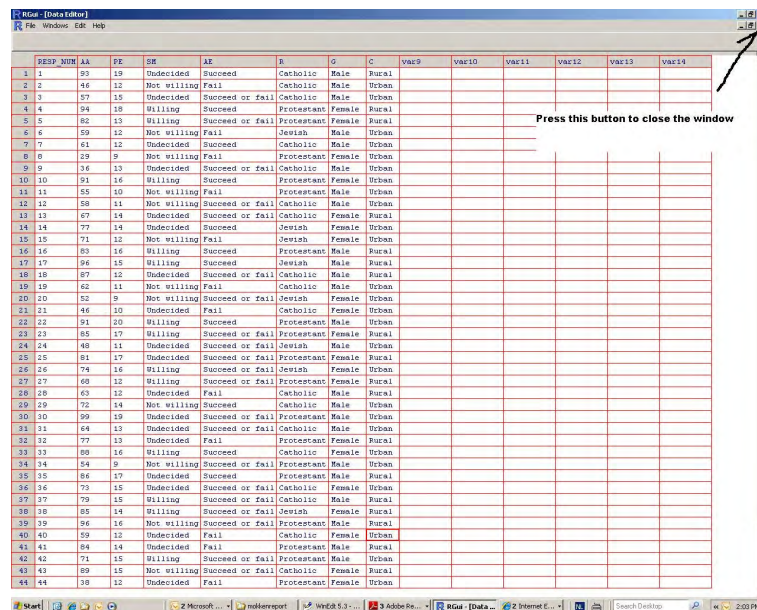 RGui - [Data Editor]
File Windows Edit Help
RESP_NUM AA PE SM AE R G C var9 var10 var11 var12 var13 var14
Press this button to close the window
1 1 93 19 Undecided Succeed Catholic Male Rural
2 2 46 12 Not willing Fail Catholic Male Urban
3 3 57 15 Undecided Succeed or fail Catholic Male Urban
4 4 94 18 Willing Succeed Protestant Female Rural
5 5 82 13 Willing Succeed or fail Protestant Female Rural
6 6 59 12 Not willing Fail Jewish Male Urban
7 7 61 12 Undecided Succeed Catholic Male Urban
8 8 29 9 Not willing Fail Protestant Female Urban
9 9 36 13 Undecided Succeed or fail Catholic Male Urban
10 10 91 16 Willing Succeed Protestant Female Urban
11 11 55 10 Not willing Fail Protestant Male Urban
12 12 58 11 Not willing Succeed or fail Catholic Male Urban
13 13 67 14 Undecided Succeed or fail Catholic Female Rural
14 14 77 14 Undecided Succeed Jewish Female Urban
15 15 71 12 Not willing Fail Jewish Female Urban
16 16 83 16 Willing Succeed Protestant Male Rural
17 17 96 15 Willing Succeed Jewish Male Rural
18 18 87 12 Undecided Succeed or fail Catholic Male Rural
19 19 62 11 Not willing Fail Catholic Male Urban
20 20 52 9 Not willing Succeed or fail Jewish Female Urban
21 21 46 10 Undecided Fail Catholic Female Urban
22 22 91 20 Willing Succeed Protestant Male Urban
23 23 85 17 Willing Succeed or fail Protestant Female Rural
24 24 48 11 Undecided Succeed or fail Jewish Male Urban
25 25 81 17 Undecided Succeed or fail Protestant Female Urban
26 26 74 16 Willing Succeed or fail Jewish Female Urban
27 27 68 12 Willing Succeed or fail Protestant Female Urban
28 28 63 12 Undecided Fail Catholic Male Rural
29 29 72 14 Not willing Succeed Catholic Male Urban
30 30 99 19 Undecided Succeed or fail Protestant Male Urban
31 31 64 13 Undecided Succeed or fail Catholic Female Urban
32 32 77 13 Undecided Fail Protestant Female Rural
33 33 88 16 Willing Succeed or fail Catholic Female Rural
34 34 54 9 Not willing Succeed or fail Protestant Male Urban
35 35 86 17 Undecided Succeed Protestant Male Rural
36 36 73 15 Undecided Succeed or fail Catholic Female Urban
37 37 79 15 Willing Succeed or fail Catholic Male Rural
38 38 85 14 Willing Succeed or fail Jewish Female Urban
39 39 96 16 Not willing Succeed or fail Protestant Male Rural
40 40 59 12 Undecided Fail Catholic Female Urban
41 41 84 14 Undecided Fail Protestant Male Rural
42 42 71 15 Willing Succeed or fail Protestant Male Urban
43 43 89 15 Not willing Succeed or fail Catholic Male Rural
44 44 38 12 Undecided Fail Protestant Female Urban
Start 2 Microsoft ... mokkenreport WinEdt 5.3 - ... 3 Adobe Re... RGui - [Data ... 2 Internet E... NL Search Desktop 2:03 PM